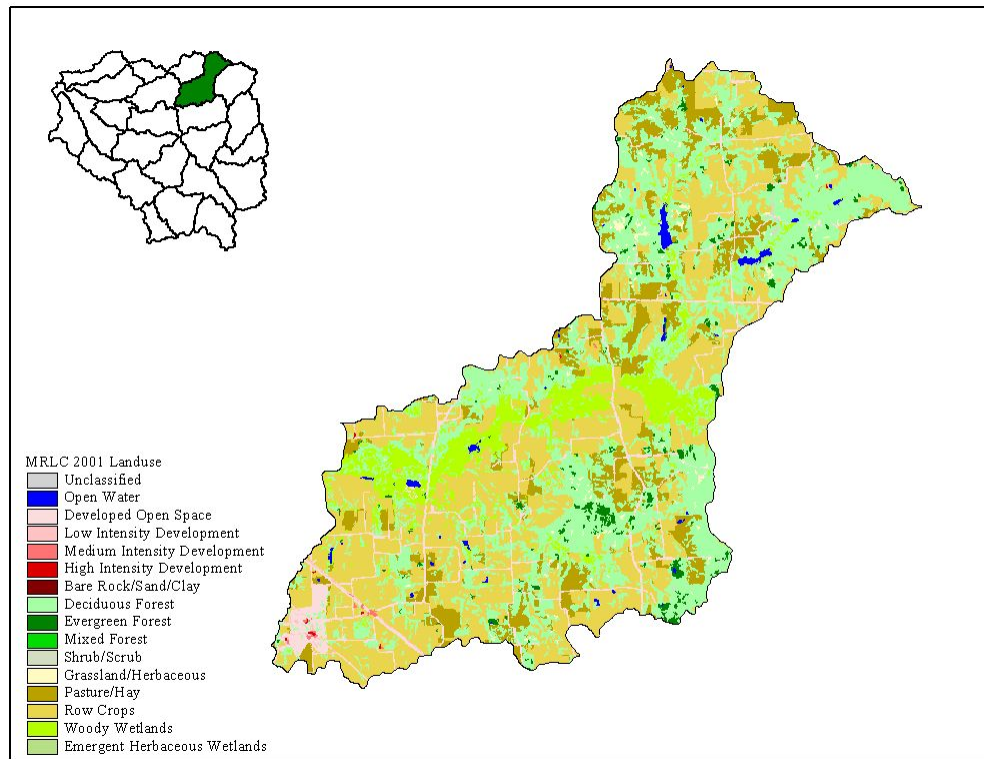 MRLC 2001 Landuse
Unclassified
Open Water
Developed Open Space
Low Intensity Development
Medium Intensity Development
High Intensity Development
Bare Rock/Sand/Clay
Deciduous Forest
Evergreen Forest
Mixed Forest
Shrub/Scrub
Grassland/Herbaceous
Pasture/Hay
Row Crops
Woody Wetlands
Emergent Herbaceous Wetlands